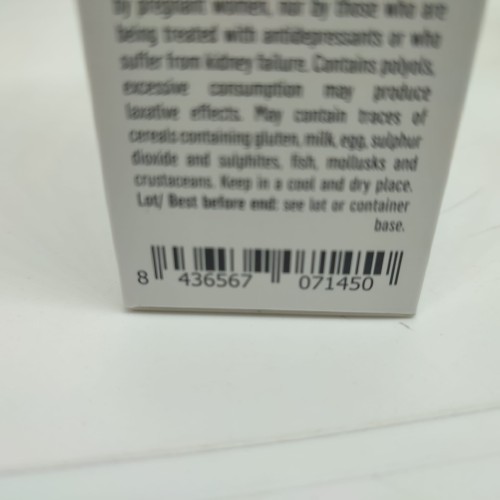 by pregnant women, nor by those who are
being treated with antidepressants or who
suffer from kidney failure. Contains polyols,
excessive consumption may produce
laxative effects. May contain traces of
cereals containing gluten, milk, egg, sulphur
dioxide and sulphites, fish, mollusks and
crustaceans. Keep in a cool and dry place.
Lot/ Best before end: see lot or container
base.
8 436567 071450